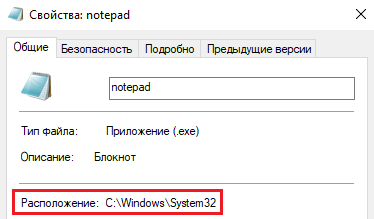 Свойства: notepad
Общие Безопасность Подробно Предыдущие версии
notepad
Тип файла: Приложение (.exe)
Описание: Блокнот
Расположение: C:\Windows\System32